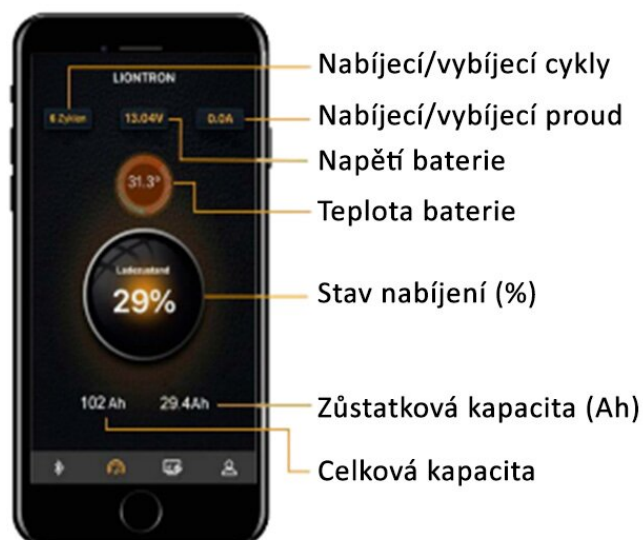 LIONTRON
6 Zyklen 13.04V 0.0A
31.3°
Ladezustand
29%
102 Ah 29.4Ah
Nabíjecí/vybíjecí cykly
Nabíjecí/vybíjecí proud
Napětí baterie
Teplota baterie
Stav nabíjení (%)
Zůstatková kapacita (Ah)
Celková kapacita